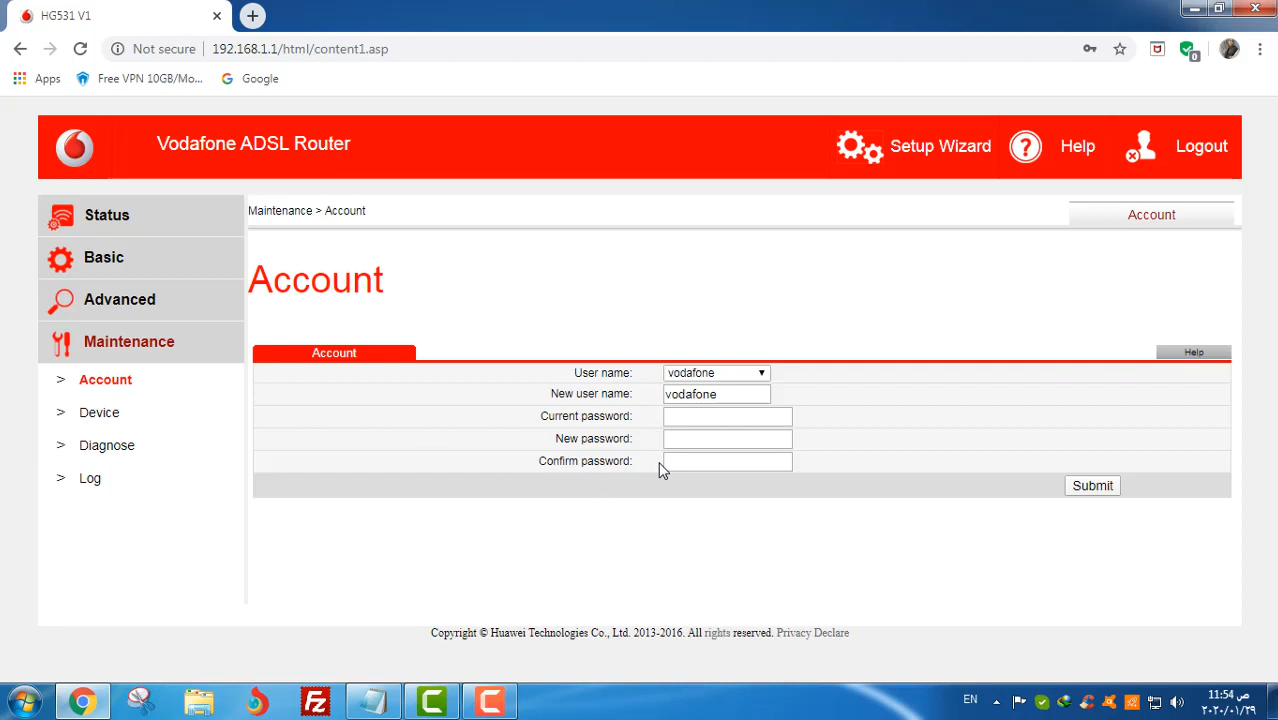 HG531 V1
Not secure 192.168.1.1/html/content1.asp
Apps Free VPN 10GB/Mo... Google
0
Vodafone ADSL Router
Setup Wizard
Help
Logout
Status
Basic
Advanced
Maintenance
> Account
> Device
> Diagnose
> Log
Maintenance > Account
Account
Account
Account
Help
User name: vodafone
New user name: vodafone
Current password:
New password:
Confirm password:
Submit
Copyright © Huawei Technologies Co., Ltd. 2013-2016. All rights reserved. Privacy Declare
EN
11:54 ص
٢٠٢٠/٠١/٢٩